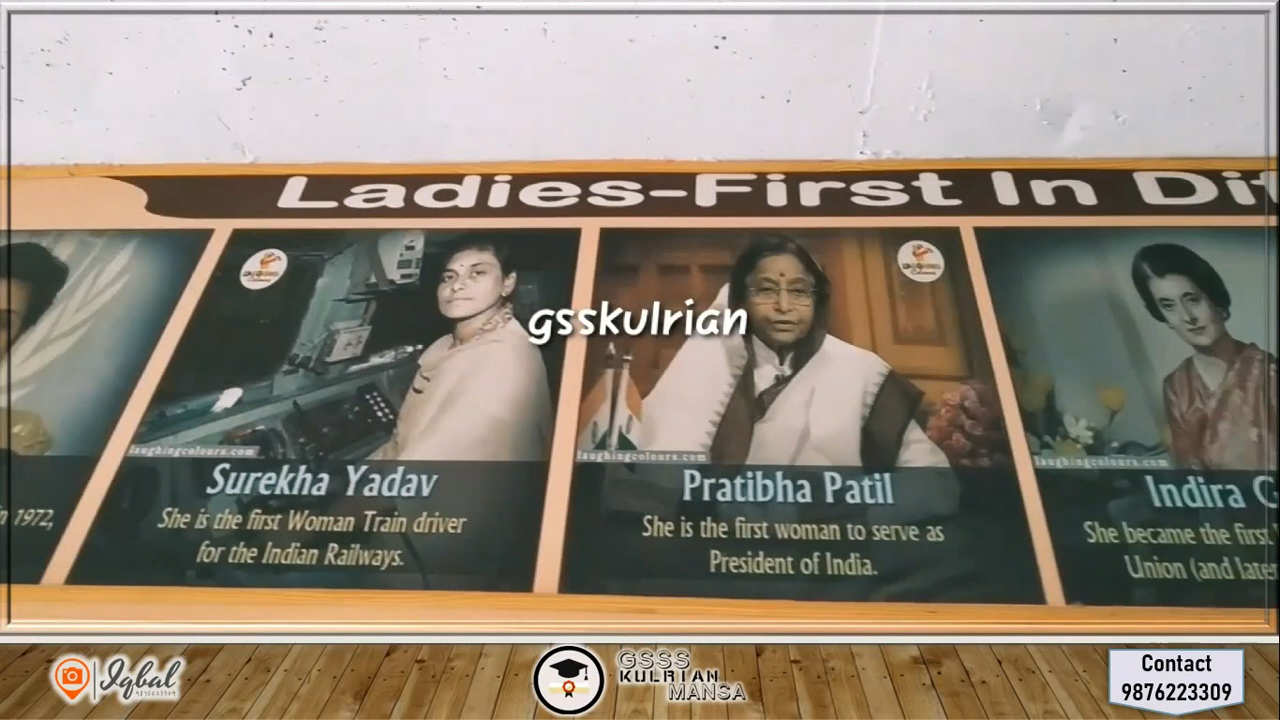 Ladies-First In Dif
gsskulrian
laughingcolours.com
Surekha Yadav
She is the first Woman Train driver
for the Indian Railways.
laughingcolours.com
Pratibha Patil
She is the first woman to serve as
President of India.
laughingcolours.com
Indira G
She became the first
Union (and later
in 1972,
Iqbal
GSSS
KULRIAN
MANSA
Contact
9876223309